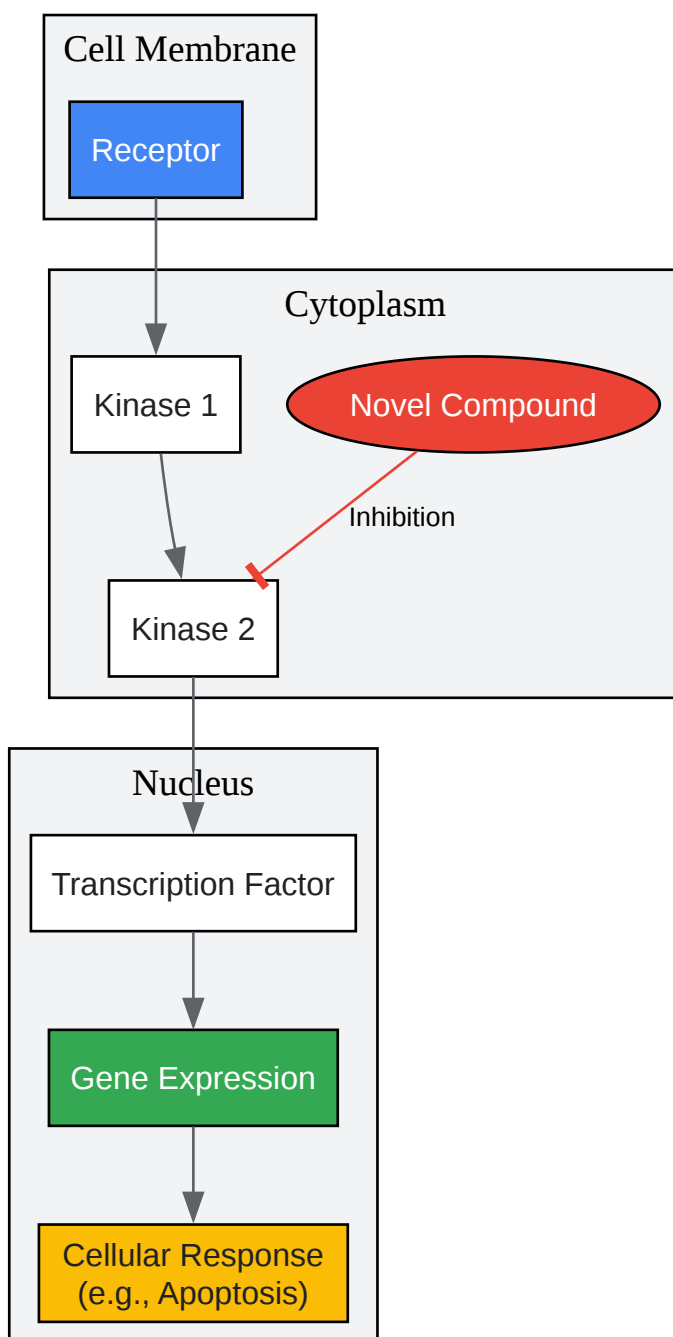 Cell Membrane
Receptor
Cytoplasm
Kinase 1
Novel Compound
Inhibition
Kinase 2
Nucleus
Transcription Factor
Gene Expression
Cellular Response
(e.g., Apoptosis)